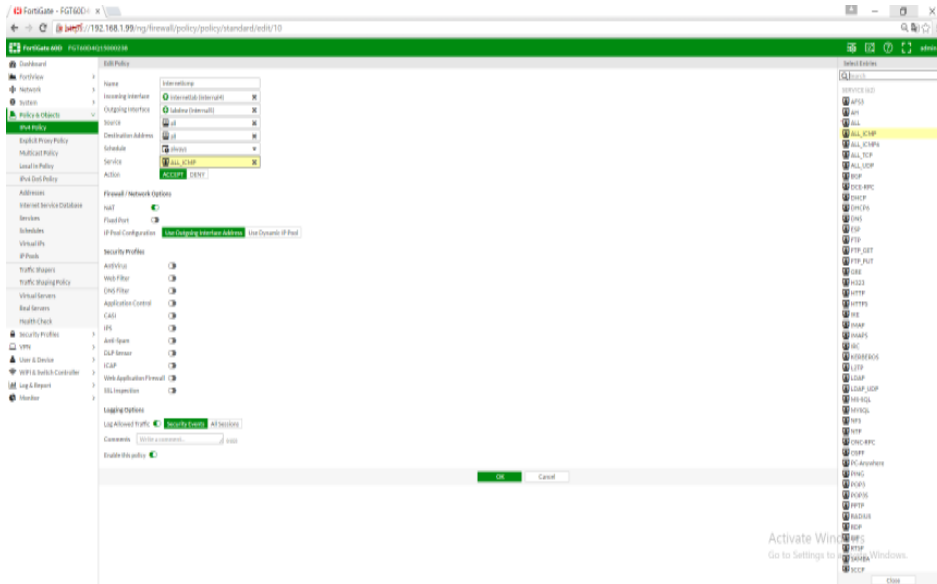 FortiGate - FGT60D
https://192.168.1.99/ng/firewall/policy/policy/standard/edit/10
FortiGate 60D FGT60D4Q15000238
admin
Dashboard
FortiView
Network
System
Policy & Objects
IPv4 Policy
Explicit Proxy Policy
Multicast Policy
Local In Policy
IPv4 DoS Policy
Addresses
Internet Service Database
Services
Schedules
Virtual IPs
IP Pools
Traffic Shapers
Traffic Shaping Policy
Virtual Servers
Real Servers
Health Check
Security Profiles
VPN
User & Device
WiFi & Switch Controller
Log & Report
Monitor
Edit Policy
Name
Incoming Interface
Outgoing Interface
Source all
Destination Address all
Schedule always
Service ALL_ICMP
Action ACCEPT DENY
Firewall / Network Options
NAT
Fixed Port
IP Pool Configuration Use Outgoing Interface Address Use Dynamic IP Pool
Security Profiles
AntiVirus
Web Filter
DNS Filter
Application Control
CASI
IPS
Anti-Spam
DLP Sensor
ICAP
Web Application Firewall
SSL Inspection
Logging Options
Log Allowed Traffic Security Events All Sessions
Comments Write a comment...
Enable this policy
OK Cancel
Select Entries
Search
AFS3
AH
ALL
ALL_ICMP
ALL_ICMP6
ALL_TCP
ALL_UDP
BGP
DCE-RPC
DHCP
DHCP6
DNS
ESP
FTP
FTP_GET
FTP_PUT
GRE
H323
HTTP
HTTPS
IKE
IMAP
IMAPS
IRC
KERBEROS
L2TP
LDAP
LDAP_UDP
MS-SQL
MYSQL
NFS
NTP
ONC-RPC
OSPF
PC-Anywhere
PING
POP3
POP3S
PPTP
RADIUS
RDP
RIP
RTSP
SAMBA
SCCP
Close
Activate Windows
Go to Settings to activate Windows.